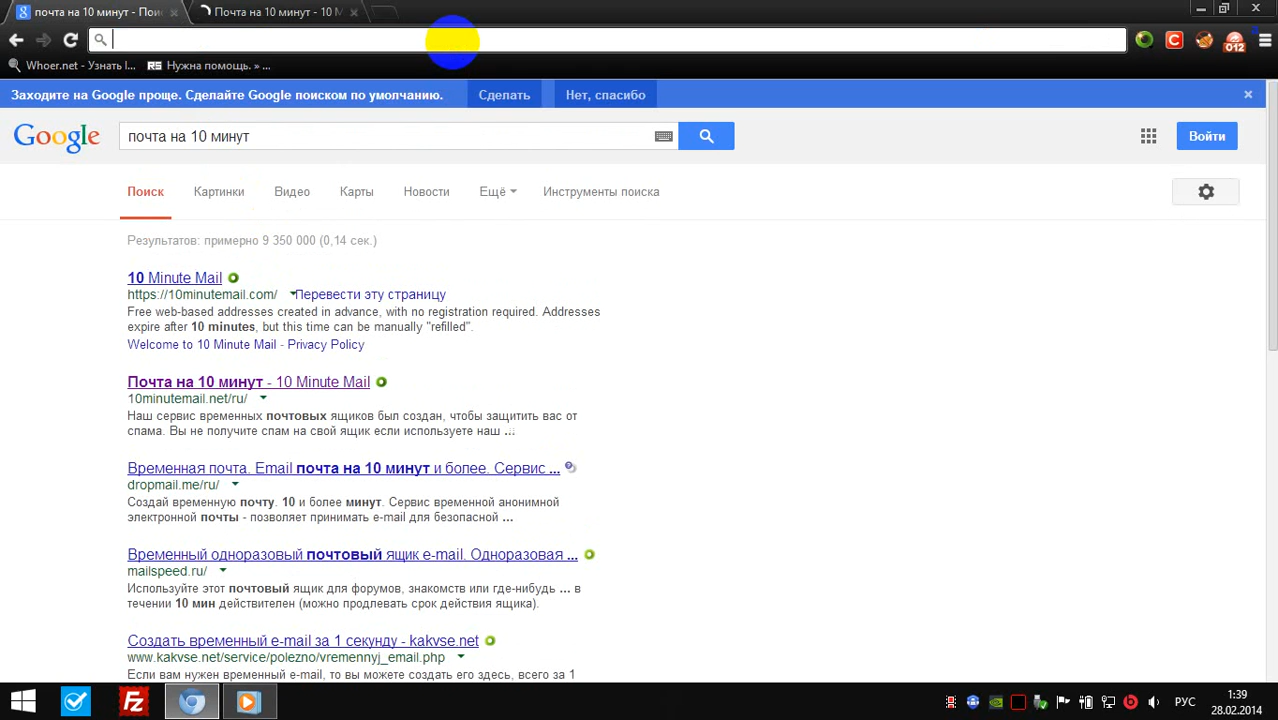 почта на 10 минут - Пои
Почта на 10 минут - 10 M
Whoer.net - Узнать I...
RS Нужна помощь. » ...
012
Заходите на Google проще. Сделайте Google поиском по умолчанию.
Сделать
Нет, спасибо
Google
почта на 10 минут
Войти
Поиск Картинки Видео Карты Новости Ещё Инструменты поиска
Результатов: примерно 9 350 000 (0,14 сек.)
10 Minute Mail
https://10minutemail.com/ Перевести эту страницу
Free web-based addresses created in advance, with no registration required. Addresses
expire after 10 minutes, but this time can be manually "refilled".
Welcome to 10 Minute Mail - Privacy Policy
Почта на 10 минут - 10 Minute Mail
10minutemail.net/ru/
Наш сервис временных почтовых ящиков был создан, чтобы защитить вас от
спама. Вы не получите спам на свой ящик если используете наш ...
Временная почта. Email почта на 10 минут и более. Сервис ...
dropmail.me/ru/
Создай временную почту. 10 и более минут. Сервис временной анонимной
электронной почты - позволяет принимать e-mail для безопасной ...
Временный одноразовый почтовый ящик e-mail. Одноразовая ...
mailspeed.ru/
Используйте этот почтовый ящик для форумов, знакомств или где-нибудь ... в
течении 10 мин действителен (можно продлевать срок действия ящика).
Создать временный e-mail за 1 секунду - kakvse.net
www.kakvse.net/service/polezno/vremennyj_email.php
Если вам нужен временный e-mail, то вы можете создать его здесь, всего за 1
РУС
1:39
28.02.2014